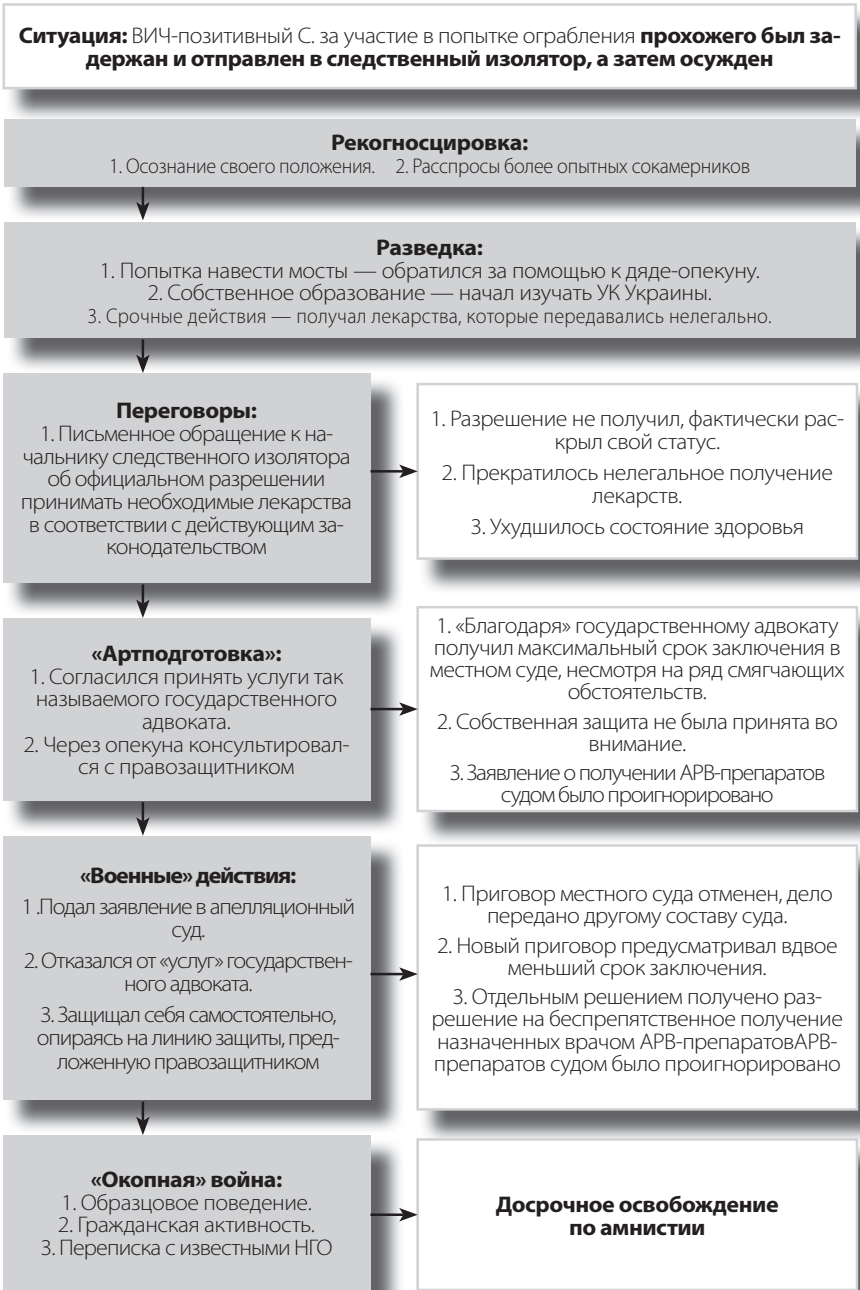 Ситуация: ВИЧ-позитивный С. за участие в попытке ограбления прохожего был за-
держан и отправлен в следственный изолятор, а затем осужден
Рекогносцировка:
1. Осознание своего положения. 2. Расспросы более опытных сокамерников
Разведка:
1. Попытка навести мосты — обратился за помощью к дяде-опекуну.
2. Собственное образование — начал изучать УК Украины.
3. Срочные действия — получал лекарства, которые передавались нелегально.
Переговоры:
1. Письменное обращение к на-
чальнику следственного изолятора
об официальном разрешении
принимать необходимые лекарства
в соответствии с действующим за-
конодательством
1. Разрешение не получил, фактически рас-
крыл свой статус.
2. Прекратилось нелегальное получение
лекарств.
3. Ухудшилось состояние здоровья
«Артподготовка»:
1. Согласился принять услуги так
называемого государственного
адвоката.
2. Через опекуна консультировал-
ся с правозащитником
1. «Благодаря» государственному адвокату
получил максимальный срок заключения в
местном суде, несмотря на ряд смягчающих
обстоятельств.
2. Собственная защита не была принята во
внимание.
3. Заявление о получении АРВ-препаратов
судом было проигнорировано
«Военные» действия:
1 .Подал заявление в апелляционный
суд.
2. Отказался от «услуг» государствен-
ного адвоката.
3. Защищал себя самостоятельно,
опираясь на линию защиты, пред-
ложенную правозащитником
1. Приговор местного суда отменен, дело
передано другому составу суда.
2. Новый приговор предусматривал вдвое
меньший срок заключения.
3. Отдельным решением получено раз-
решение на беспрепятственное получение
назначенных врачом АРВ-препаратовАРВ-
препаратов судом было проигнорировано
«Окопная» война:
1. Образцовое поведение.
2. Гражданская активность.
3. Переписка с известными НГО
Досрочное освобождение
по амнистии